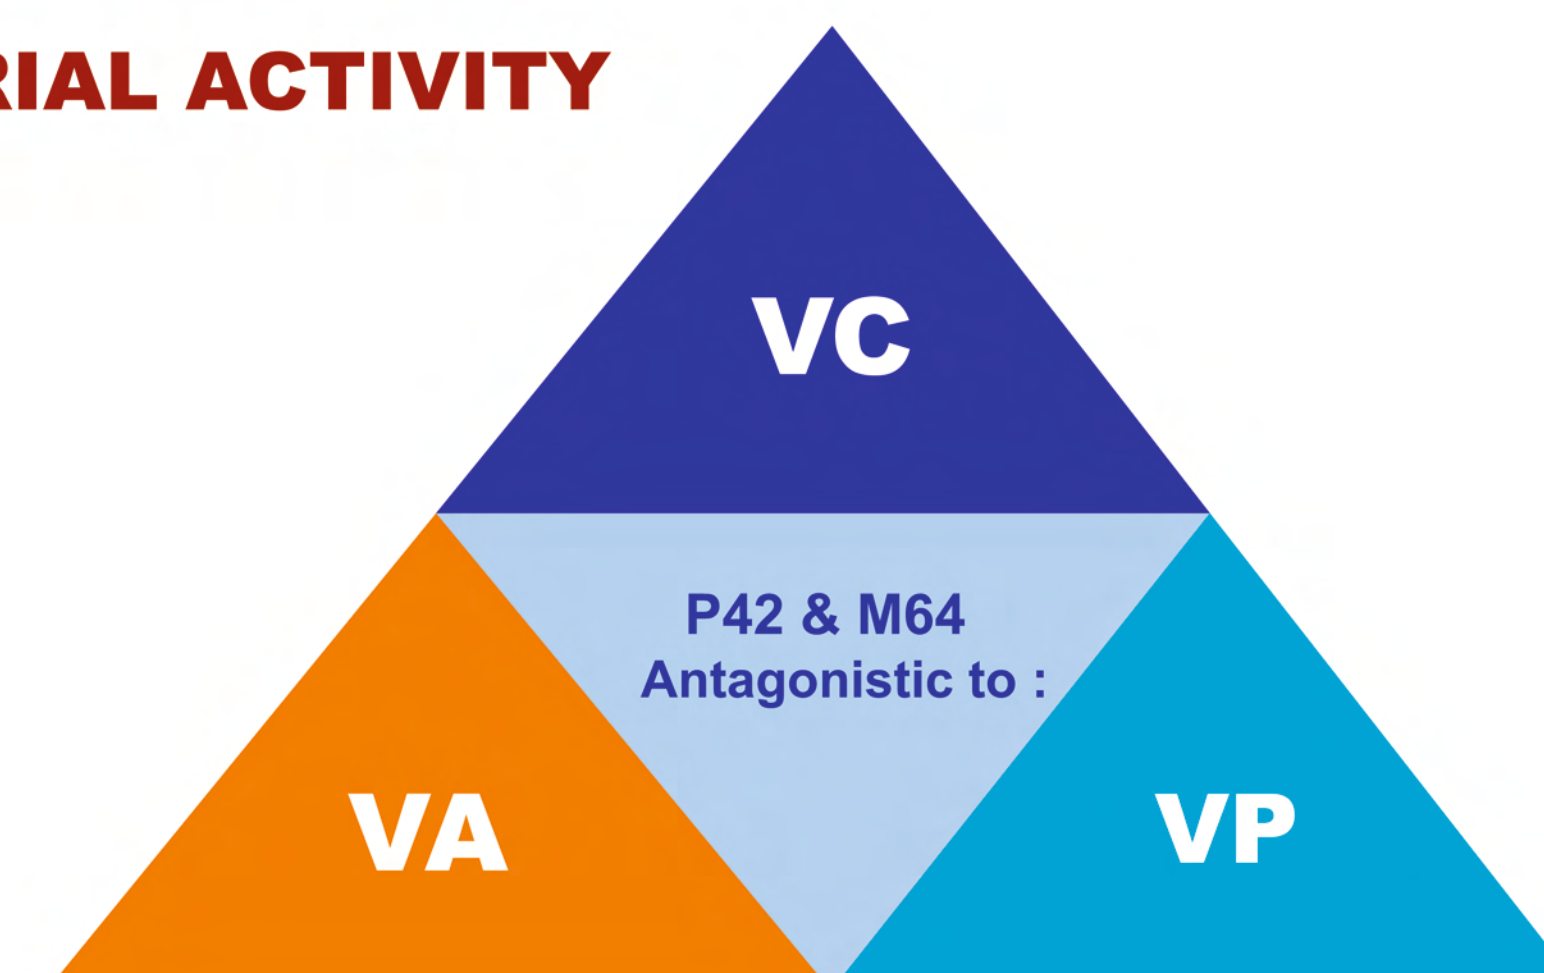 RIAL ACTIVITY
VC
P42 & M64
Antagonistic to :
VA
VP